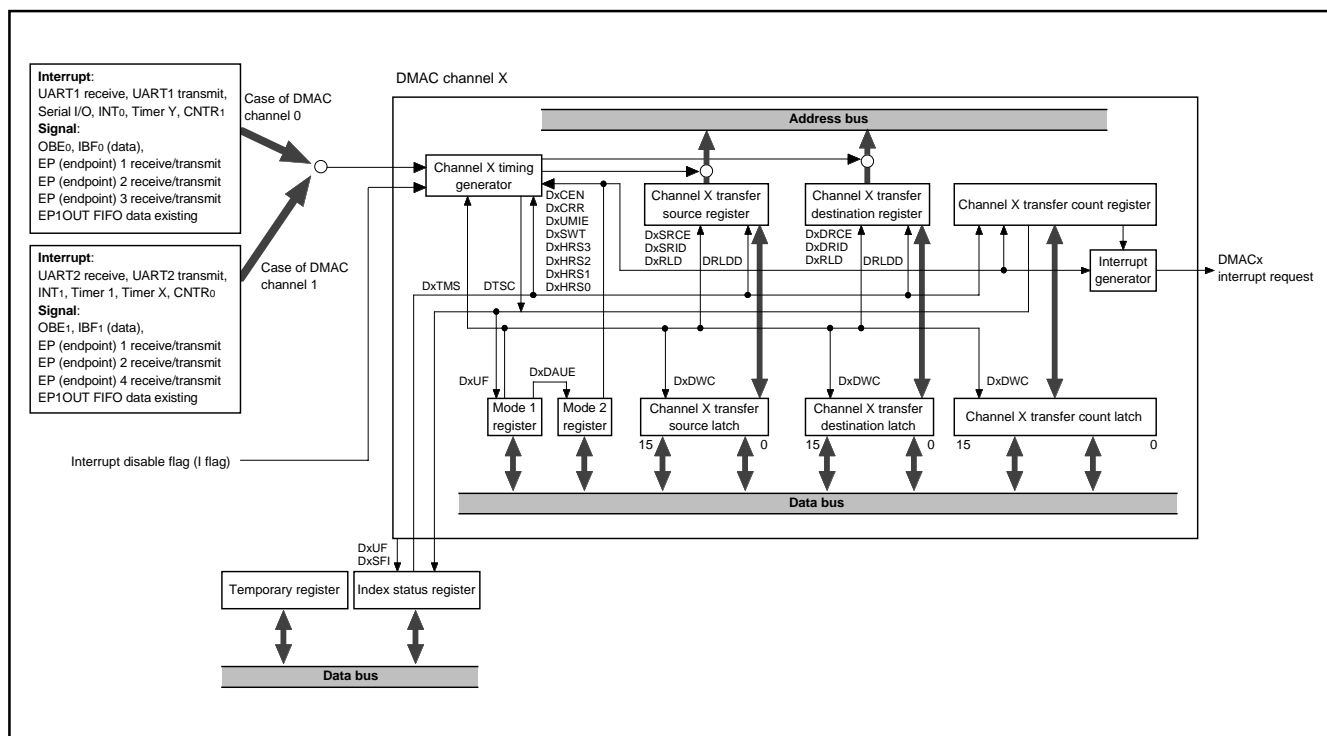 Interrupt:
UART1 receive, UART1 transmit,
Serial I/O, INT0, Timer Y, CNTR1
Signal:
OBE0, IBF0 (data),
EP (endpoint) 1 receive/transmit
EP (endpoint) 2 receive/transmit
EP (endpoint) 3 receive/transmit
EP1OUT FIFO data existing
Case of DMAC
channel 0
Interrupt:
UART2 receive, UART2 transmit,
INT1, Timer 1, Timer X, CNTR0
Signal:
OBE1, IBF1 (data),
EP (endpoint) 1 receive/transmit
EP (endpoint) 2 receive/transmit
EP (endpoint) 4 receive/transmit
EP1OUT FIFO data existing
Case of DMAC
channel 1
Interrupt disable flag (I flag)
DMAC channel X
Address bus
Channel X timing
generator
DxCEN
DxCRR
DxUMIE
DxSWT
DxHRS3
DxHRS2
DxHRS1
DxHRS0
Channel X transfer
source register
DxSRCE
DxSRID
DxRLD
DRLDD
Channel X transfer
destination register
DxDRCE
DxDRID
DxRLD
DRLDD
Channel X transfer count register
Interrupt
generator
DMACx
interrupt request
DxTMS
DTSC
DxUF
DxDAUE
DxDWC
DxDWC
DxDWC
Mode 1
register
Mode 2
register
Channel X transfer
source latch
15
0
Channel X transfer
destination latch
15
0
Channel X transfer count latch
15
0
Data bus
DxUF
DxSFI
Temporary register
Index status register
Data bus